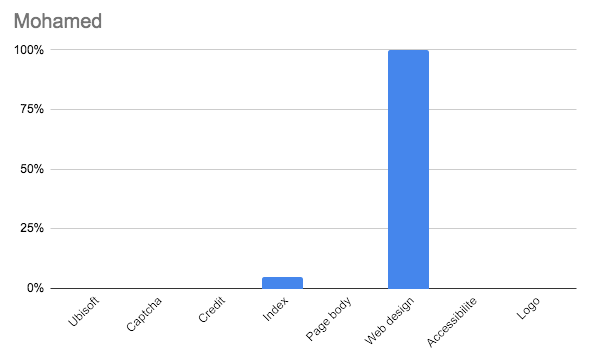 Mohamed
100%
75%
50%
25%
0%
Ubisoft
Captcha
Credit
Index
Page body
Web design
Accessibilite
Logo